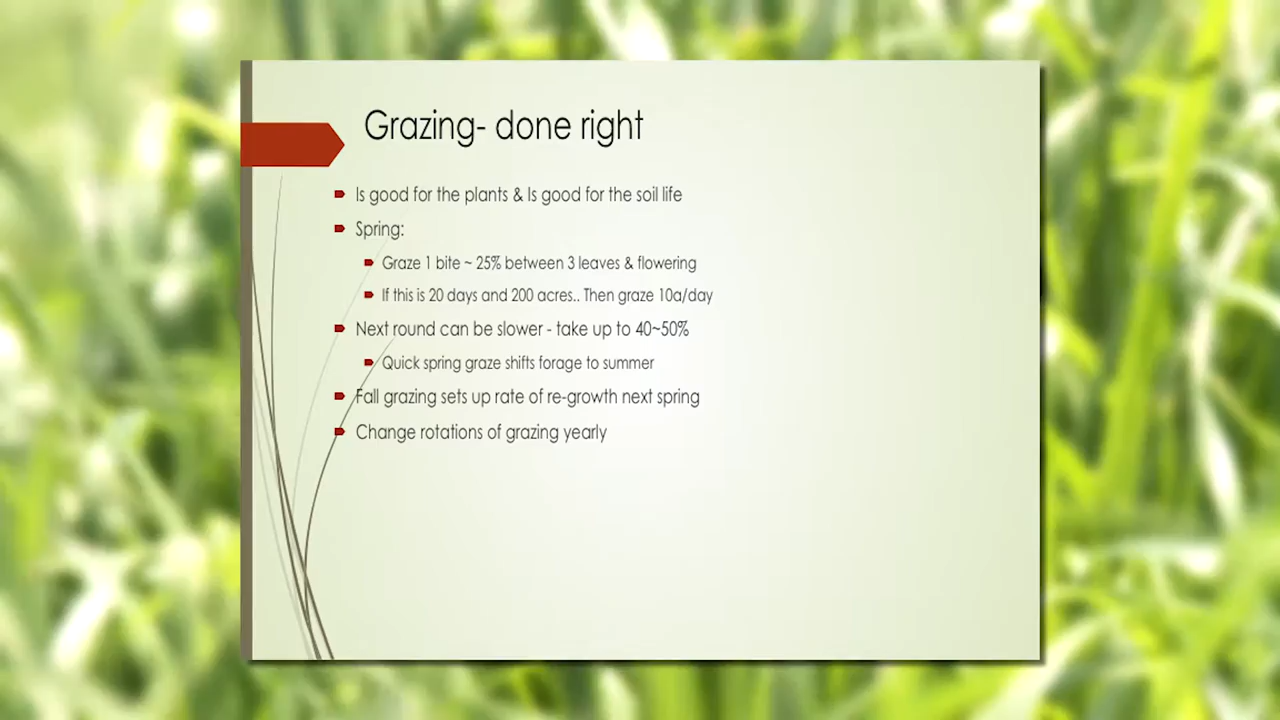 Grazing- done right
Is good for the plants & Is good for the soil life
Spring:
Graze 1 bite ~ 25% between 3 leaves & flowering
If this is 20 days and 200 acres.. Then graze 10a/day
Next round can be slower - take up to 40~50%
Quick spring graze shifts forage to summer
Fall grazing sets up rate of re-growth next spring
Change rotations of grazing yearly